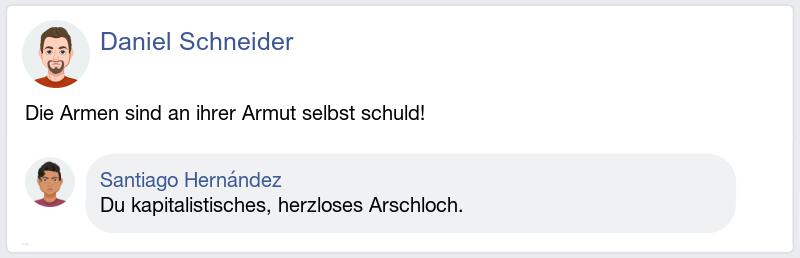 Daniel Schneider
Die Armen sind an ihrer Armut selbst schuld!
Santiago Hernández
Du kapitalistisches, herzloses Arschloch.